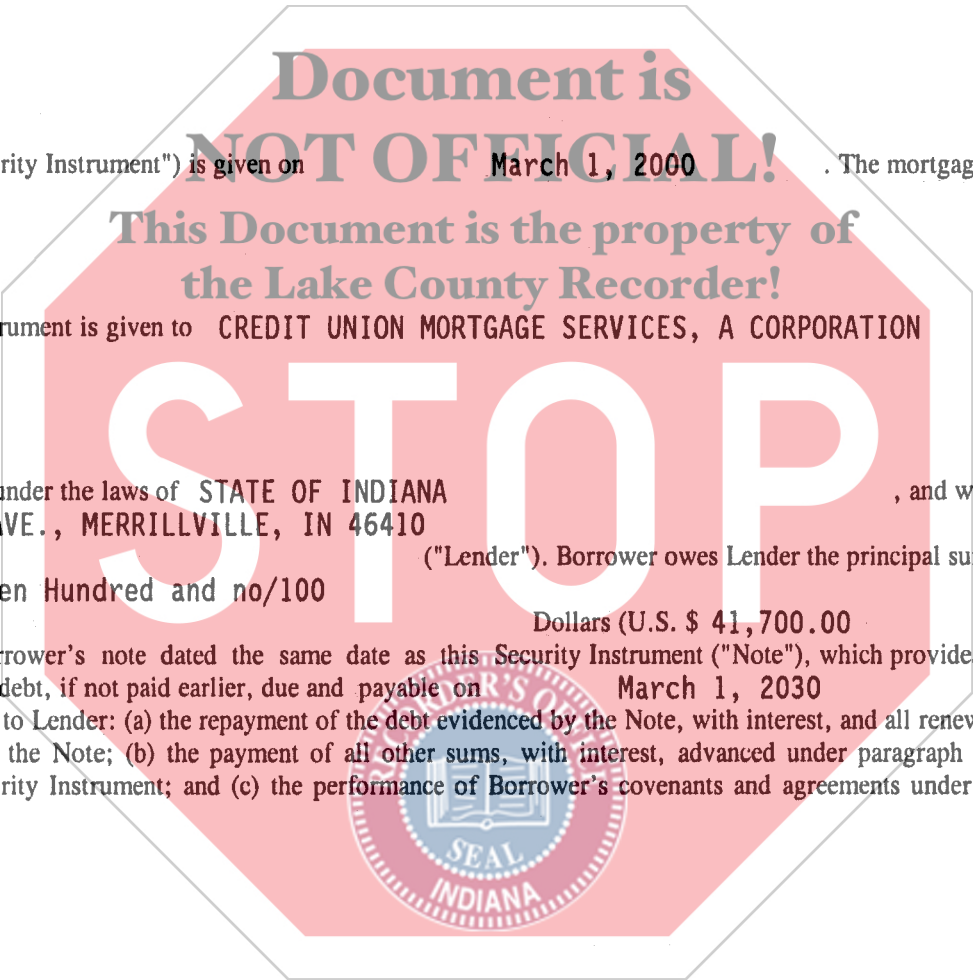 Document is
NOT OFFICIAL!
rity Instrument") is given on March 1, 2000 . The mortgag
This Document is the property of
the Lake County Recorder!
rument is given to CREDIT UNION MORTGAGE SERVICES, A CORPORATION
STOP
under the laws of STATE OF INDIANA , and w
AVE., MERRILLVILLE, IN 46410
("Lender"). Borrower owes Lender the principal su
en Hundred and no/100
Dollars (U.S. $ 41,700.00
rrower's note dated the same date as this Security Instrument ("Note"), which provide
debt, if not paid earlier, due and payable on March 1, 2030
to Lender: (a) the repayment of the debt evidenced by the Note, with interest, and all renew
the Note; (b) the payment of all other sums, with interest, advanced under paragraph
rity Instrument; and (c) the performance of Borrower's covenants and agreements under
RECORDER'S OFFICE
SEAL
INDIANA